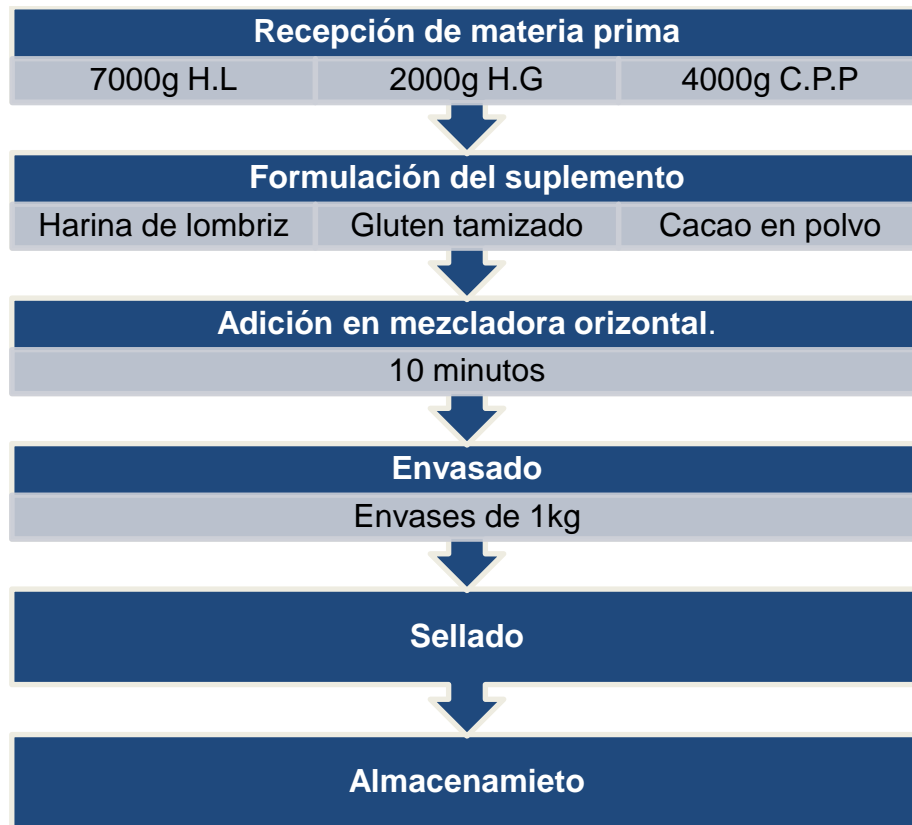 Recepción de materia prima
7000g H.L 2000g H.G 4000g C.P.P
Formulación del suplemento
Harina de lombriz Gluten tamizado Cacao en polvo
Adición en mezcladora orizontal.
10 minutos
Envasado
Envases de 1kg
Sellado
Almacenamieto